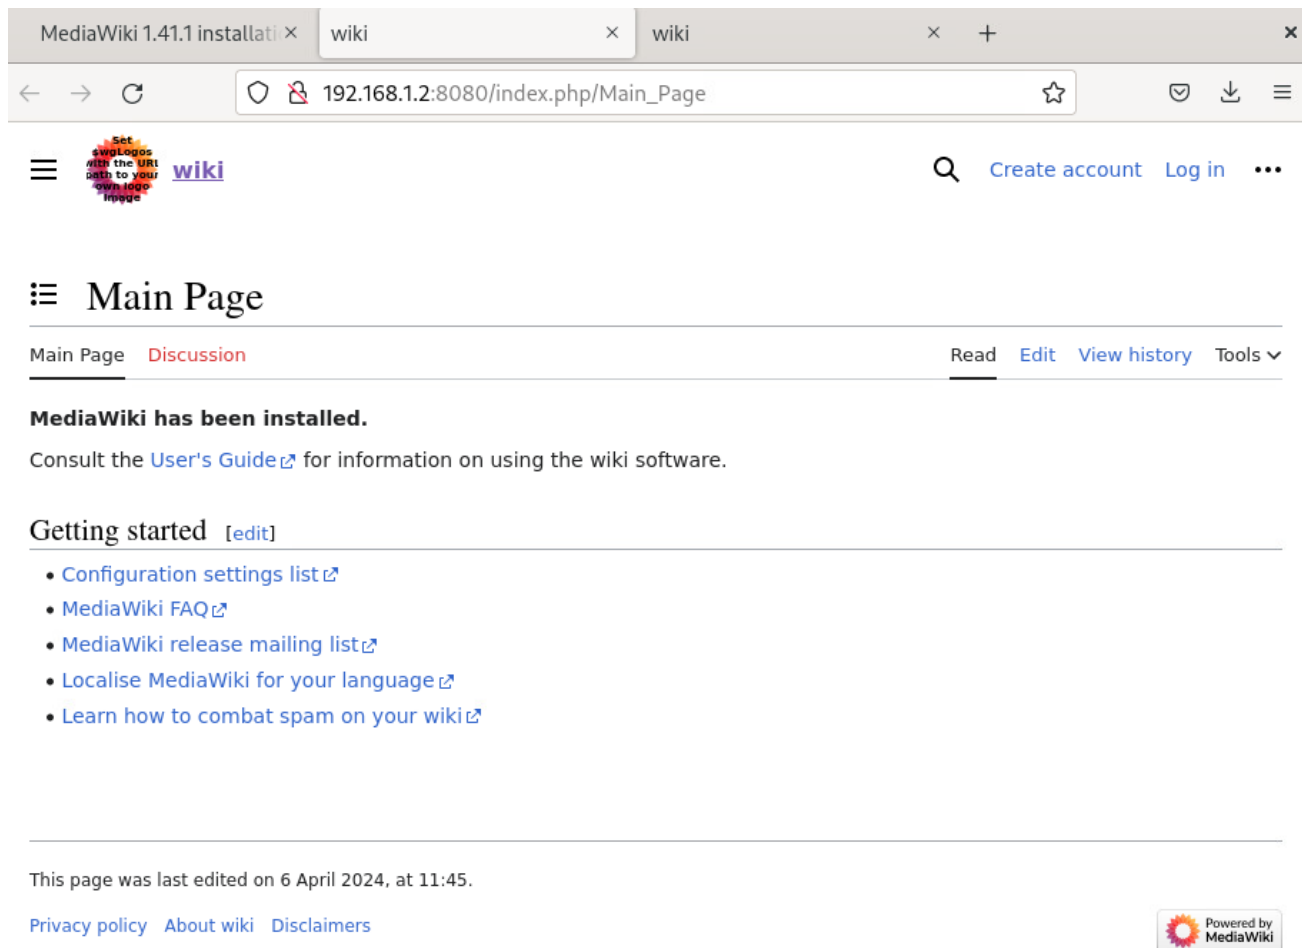 MediaWiki 1.41.1 installati
wiki
wiki
192.168.1.2:8080/index.php/Main_Page
Set
$wgLogos
with the URL
path to your
own logo
image
wiki
Create account Log in
Main Page
Main Page Discussion Read Edit View history Tools
MediaWiki has been installed.
Consult the User's Guide for information on using the wiki software.
Getting started [edit]
• Configuration settings list
• MediaWiki FAQ
• MediaWiki release mailing list
• Localise MediaWiki for your language
• Learn how to combat spam on your wiki
This page was last edited on 6 April 2024, at 11:45.
Privacy policy About wiki Disclaimers
Powered by
MediaWiki